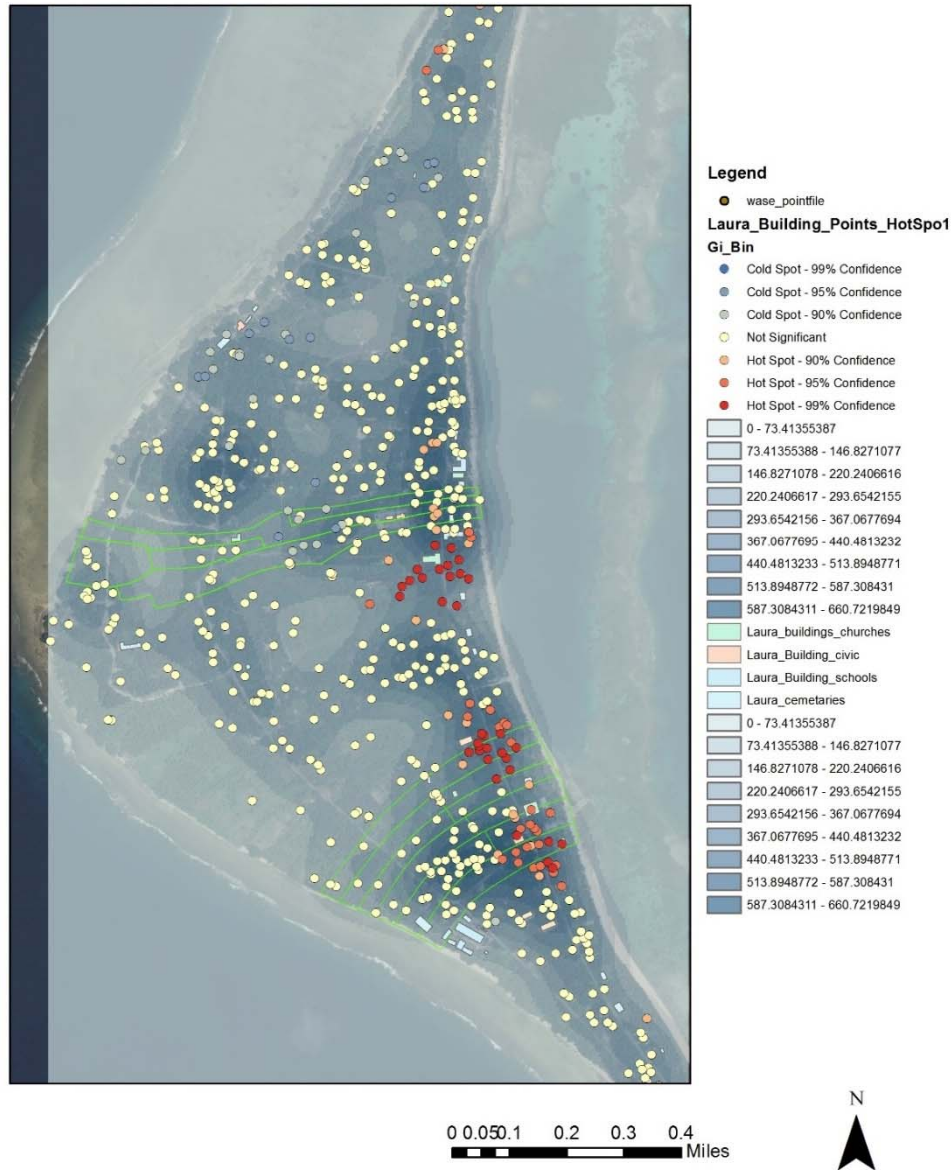 Legend
wase_pointfile
Laura_Building_Points_HotSpo1
Gi_Bin
Cold Spot - 99% Confidence
Cold Spot - 95% Confidence
Cold Spot - 90% Confidence
Not Significant
Hot Spot - 90% Confidence
Hot Spot - 95% Confidence
Hot Spot - 99% Confidence
0 - 73.41355387
73.41355388 - 146.8271077
146.8271078 - 220.2406616
220.2406617 - 293.6542155
293.6542156 - 367.0677694
367.0677695 - 440.4813232
440.4813233 - 513.8948771
513.8948772 - 587.308431
587.3084311 - 660.7219849
Laura_buildings_churches
Laura_Building_civic
Laura_Building_schools
Laura_cemetaries
0 - 73.41355387
73.41355388 - 146.8271077
146.8271078 - 220.2406616
220.2406617 - 293.6542155
293.6542156 - 367.0677694
367.0677695 - 440.4813232
440.4813233 - 513.8948771
513.8948772 - 587.308431
587.3084311 - 660.7219849
N
0 0.050.1 0.2 0.3 0.4
Miles